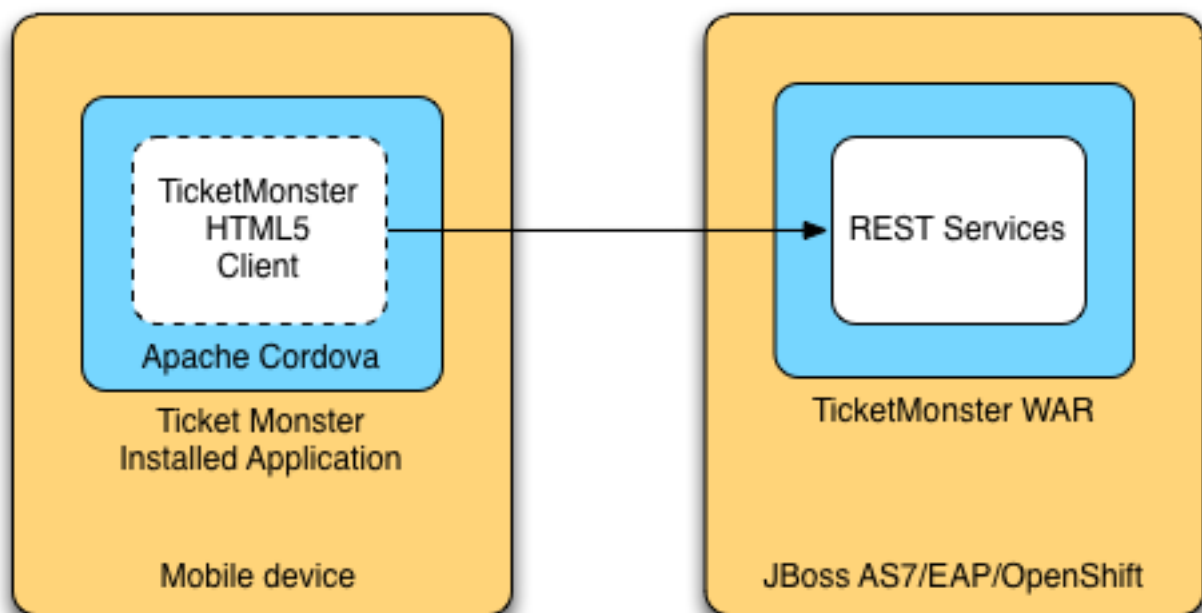 TicketMonster
HTML5
Client
Apache Cordova
Ticket Monster
Installed Application
Mobile device
REST Services
TicketMonster WAR
JBoss AS7/EAP/OpenShift